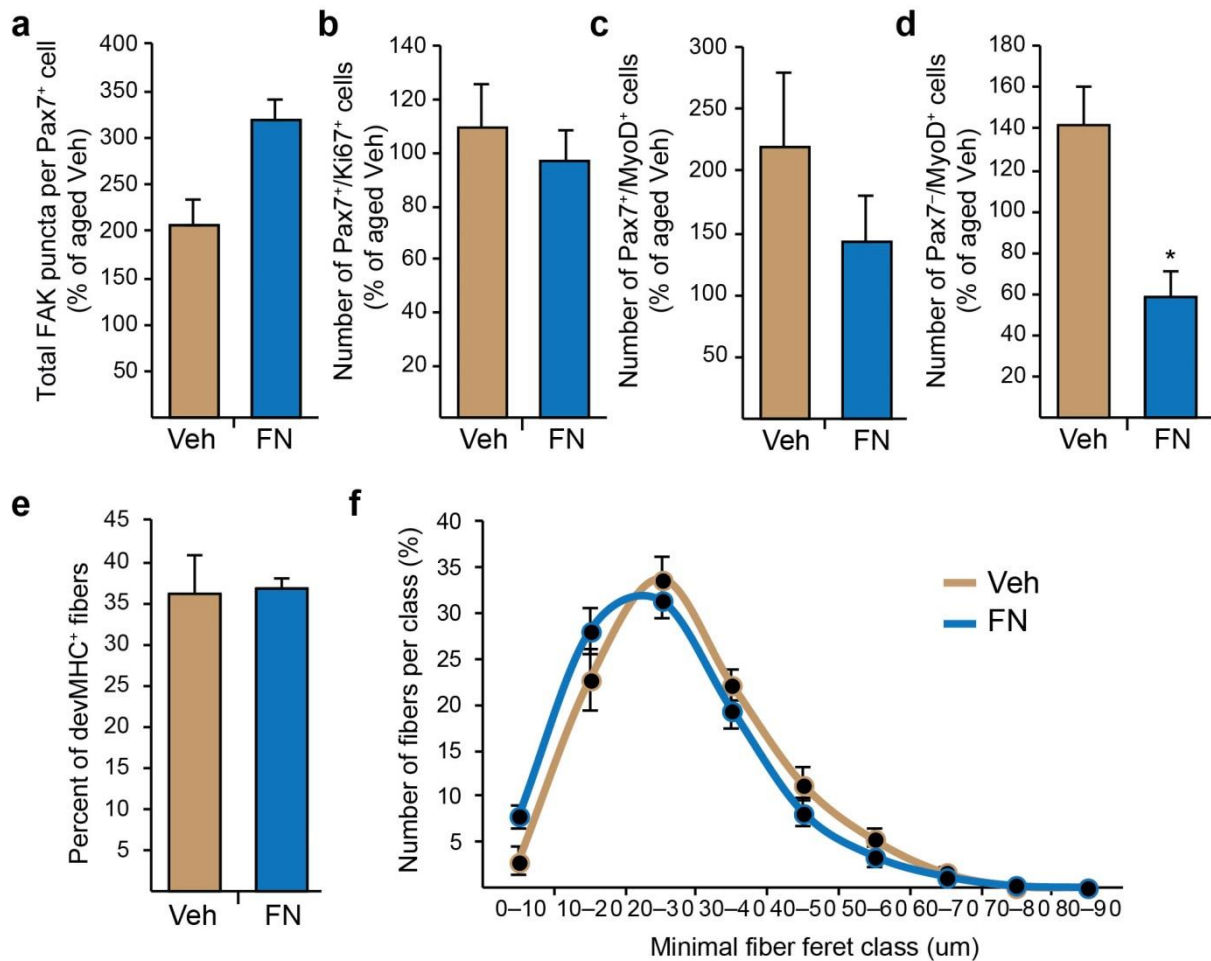 a
Total FAK puncta per Pax7⁺ cell
(% of aged Veh)
400
350
300
250
200
150
100
50
Veh
FN
b
Number of Pax7⁺/Ki67⁺ cells
(% of aged Veh)
140
120
100
80
60
40
20
Veh
FN
c
Number of Pax7⁺/MyoD⁺ cells
(% of aged Veh)
300
250
200
150
100
50
Veh
FN
d
Number of Pax7⁻/MyoD⁺ cells
(% of aged Veh)
180
160
140
120
100
80
60
40
20
*
Veh
FN
e
Percent of devMHC⁺ fibers
45
40
35
30
25
20
15
10
5
Veh
FN
f
Number of fibers per class (%)
40
35
30
25
20
15
10
5
Veh
FN
0–10 10–20 20–30 30–40 40–50 50–60 60–70 70–80 80–90
Minimal fiber feret class (um)